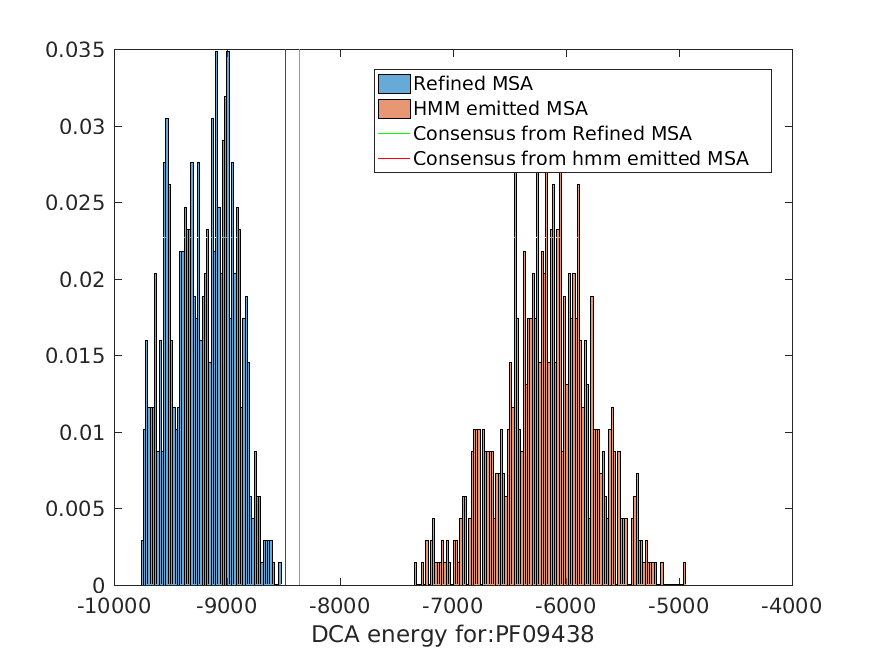 0.035
0.03
0.025
0.02
0.015
0.01
0.005
0
Refined MSA
HMM emitted MSA
Consensus from Refined MSA
Consensus from hmm emitted MSA
-10000 -9000 -8000 -7000 -6000 -5000 -4000
DCA energy for:PF09438